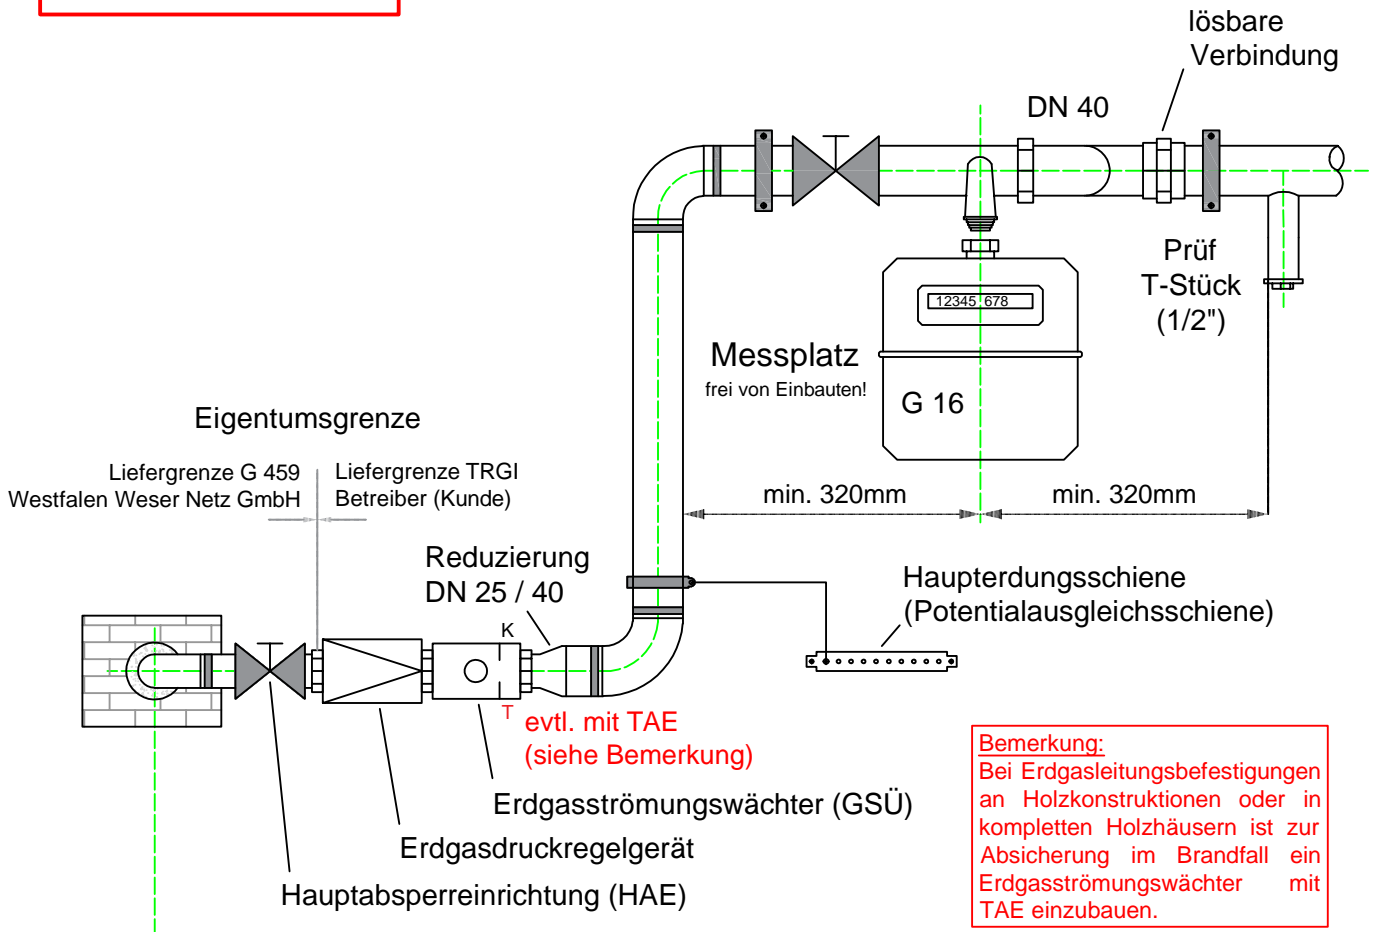 lösbare
Verbindung
DN 40
Prüf
T-Stück
(1/2")
12345 678
Messplatz
frei von Einbauten!
G 16
Eigentumsgrenze
Liefergrenze G 459
Westfalen Weser Netz GmbH
Liefergrenze TRGI
Betreiber (Kunde)
min. 320mm
min. 320mm
Reduzierung
DN 25 / 40
Haupterdungsschiene
(Potentialausgleichsschiene)
K
T
evtl. mit TAE
(siehe Bemerkung)
Erdgasströmungswächter (GSÜ)
Erdgasdruckregelgerät
Hauptabsperreinrichtung (HAE)
Bemerkung:
Bei Erdgasleitungsbefestigungen
an Holzkonstruktionen oder in
kompletten Holzhäusern ist zur
Absicherung im Brandfall ein
Erdgasströmungswächter mit
TAE einzubauen.